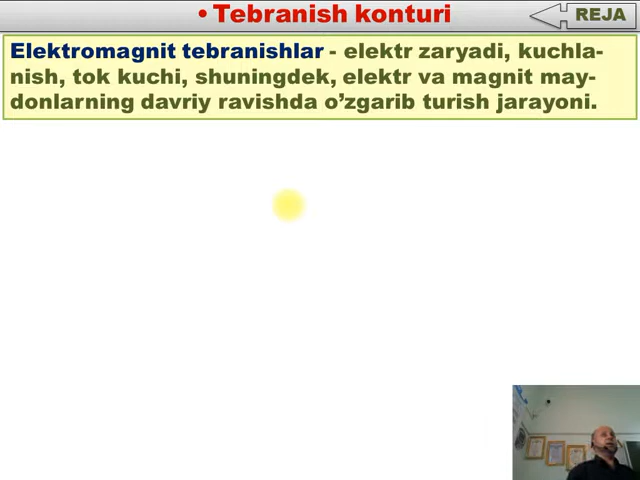 • Tebranish konturi
REJA
Elektromagnit tebranishlar - elektr zaryadi, kuchla-
nish, tok kuchi, shuningdek, elektr va magnit may-
donlarning davriy ravishda o’zgarib turish jarayoni.